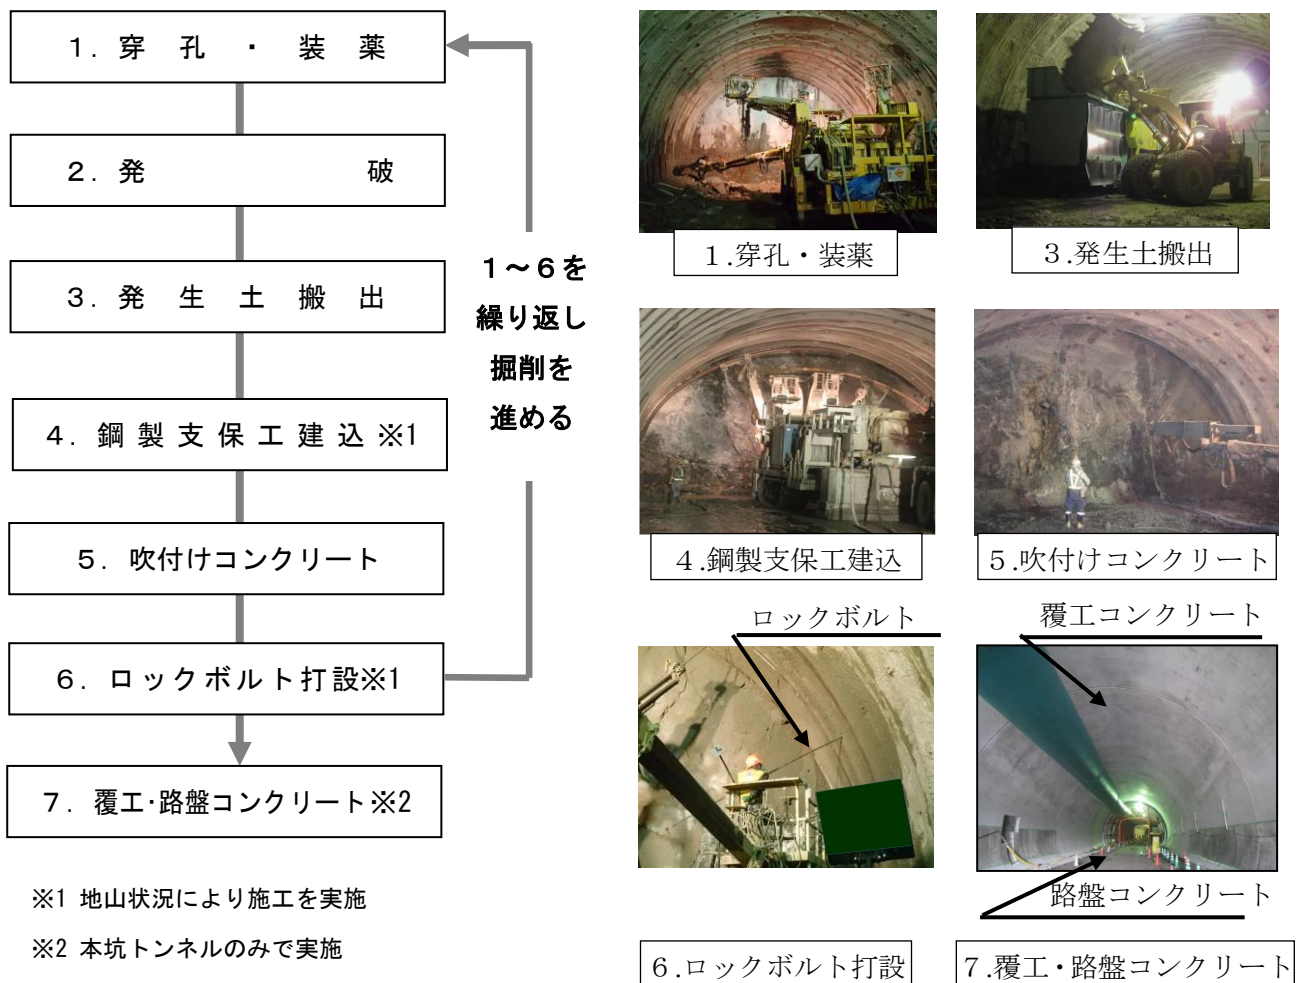 1. 穿孔・装薬
2. 発破
3. 発生土搬出
4. 鋼製支保工建込※1
5. 吹付けコンクリート
6. ロックボルト打設※1
7. 覆工・路盤コンクリート※2
1～6を
繰り返し
掘削を
進める
※1 地山状況により施工を実施
※2 本坑トンネルのみで実施
1.穿孔・装薬
3.発生土搬出
4.鋼製支保工建込
5.吹付けコンクリート
ロックボルト
覆工コンクリート
路盤コンクリート
6.ロックボルト打設
7.覆工・路盤コンクリート